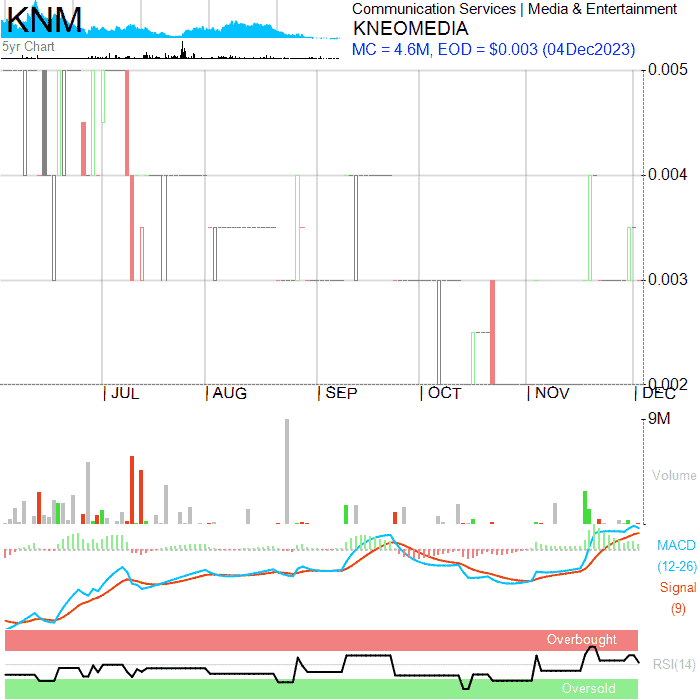 KNM
5yr Chart
Communication Services | Media & Entertainment
KNEOMEDIA
MC = 4.6M, EOD = $0.003 (04Dec2023)
0.005
0.004
0.003
0.002
| JUL | AUG | SEP | OCT | NOV | DEC
9M
Volume
MACD
(12-26)
Signal
(9)
Overbought
RSI(14)
Oversold